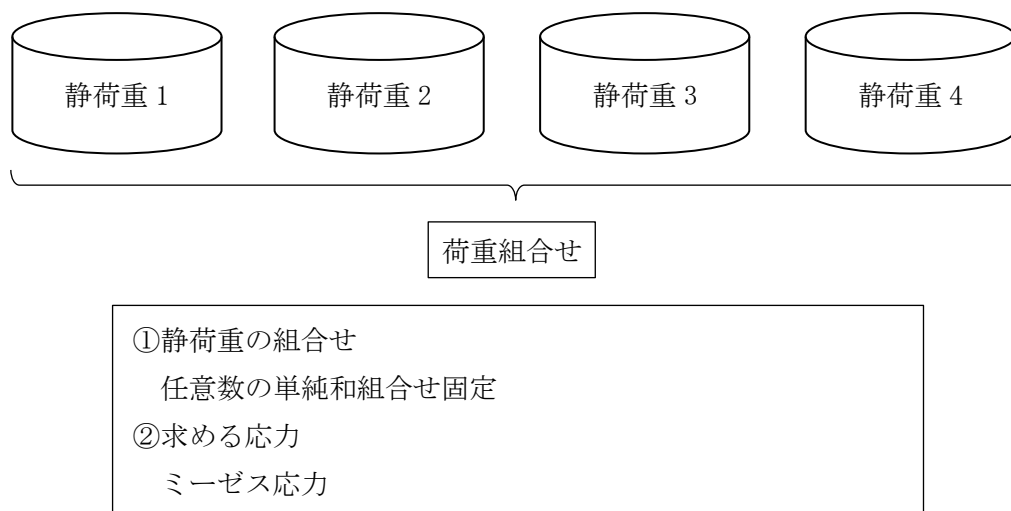 静荷重 1
静荷重 2
静荷重 3
静荷重 4
荷重組合せ
①静荷重の組合せ
任意数の単純和組合せ固定
②求める応力
ミーゼス応力